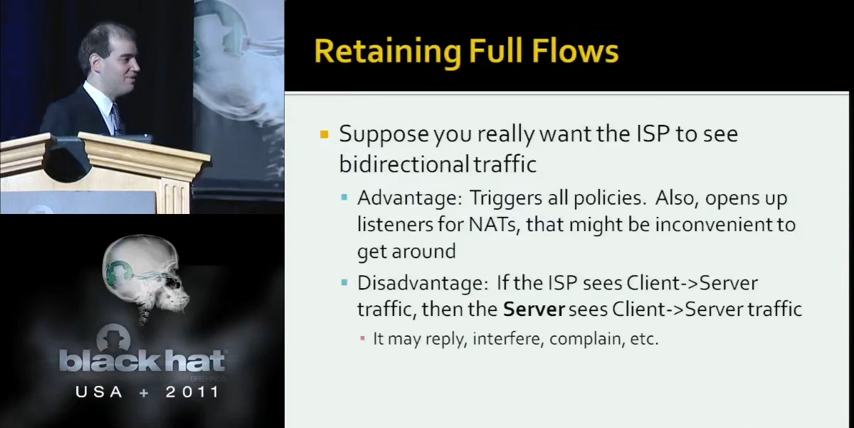 Retaining Full Flows
Suppose you really want the ISP to see
bidirectional traffic
Advantage: Triggers all policies. Also, opens up
listeners for NATs, that might be inconvenient to
get around
Disadvantage: If the ISP sees Client->Server
traffic, then the Server sees Client->Server traffic
It may reply, interfere, complain, etc.
black hat
USA + 2011